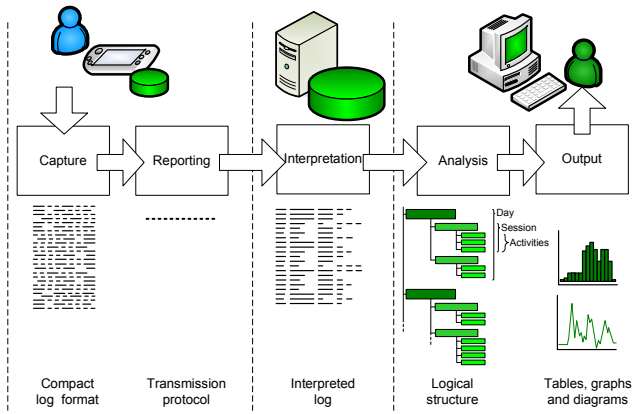 Capture
Reporting
Interpretation
Analysis
Output
Day
Session
Activities
Compact
log format
Transmission
protocol
Interpreted
log
Logical
structure
Tables, graphs
and diagrams